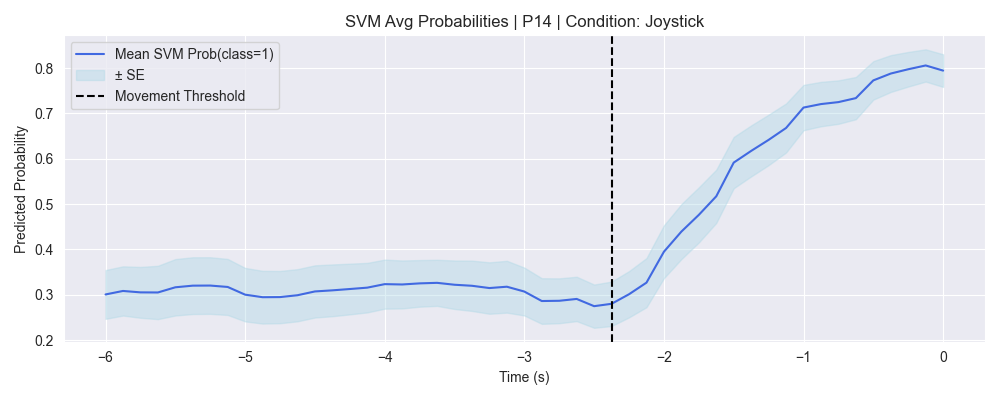 SVM Avg Probabilities | P14 | Condition: Joystick
Mean SVM Prob(class=1)
± SE
Movement Threshold
Predicted Probability
0.8
0.7
0.6
0.5
0.4
0.3
0.2
−6 −5 −4 −3 −2 −1 0
Time (s)